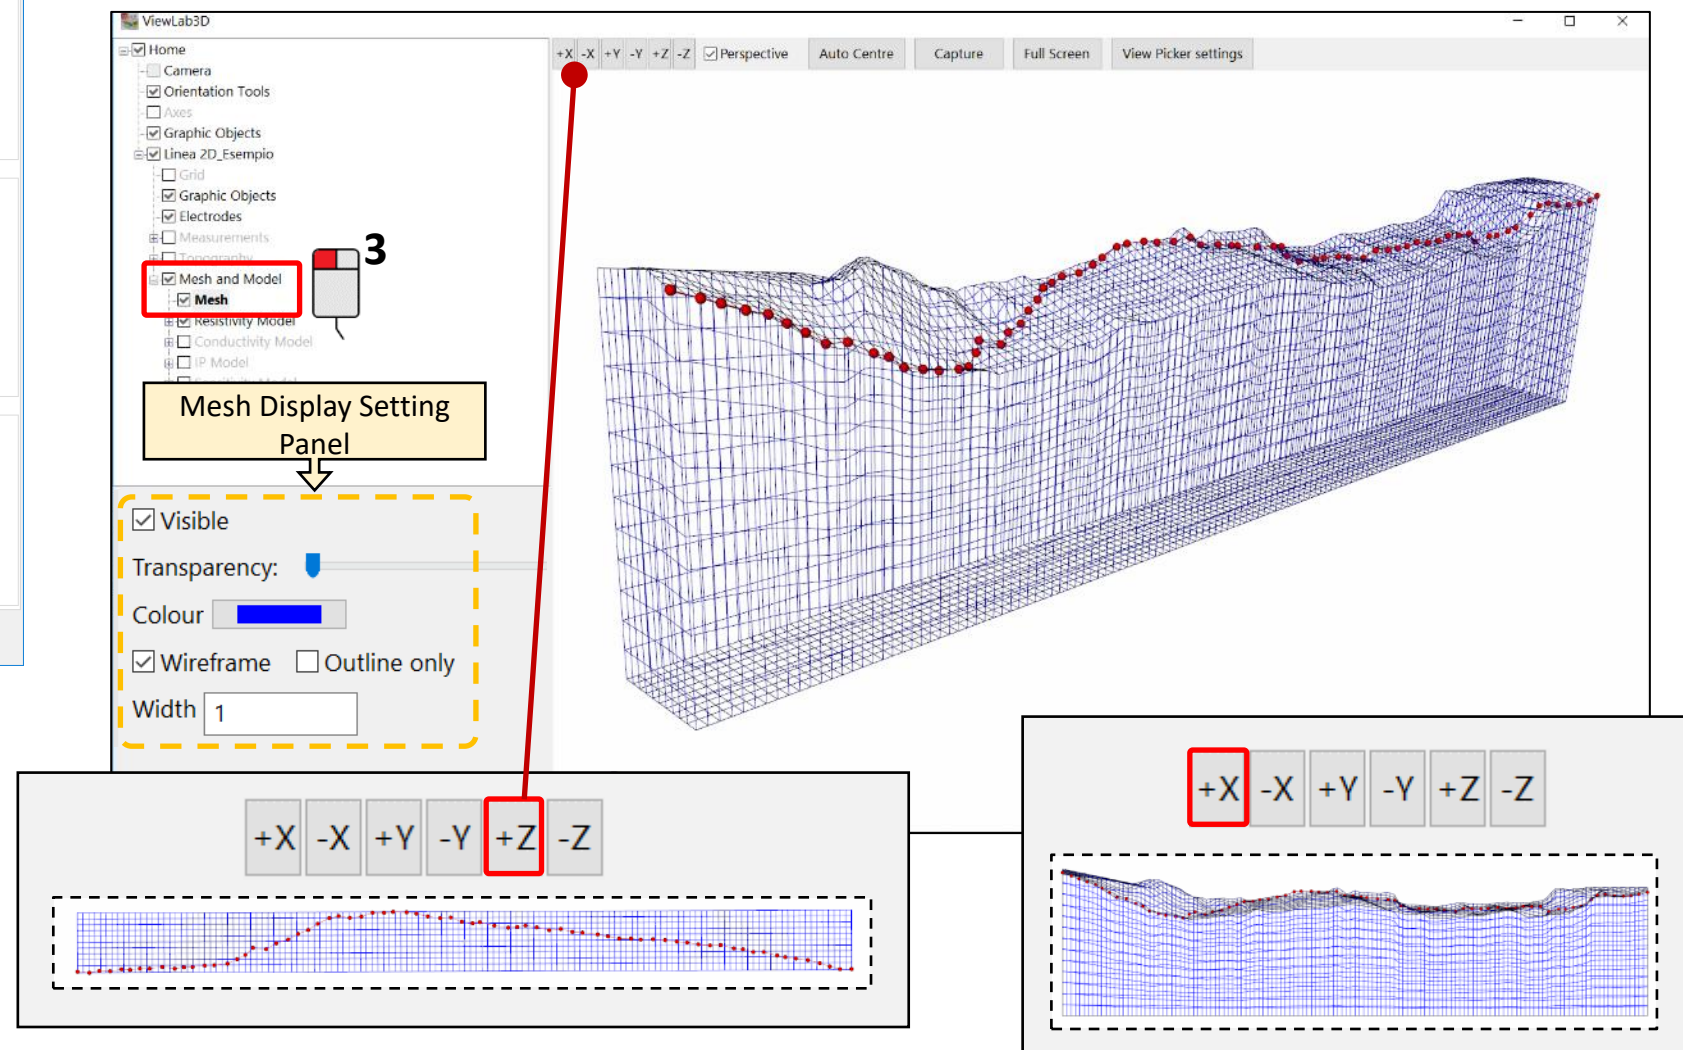 ViewLab3D
Home
Camera
Orientation Tools
Axes
Graphic Objects
Linea 2D_Esempio
Grid
Graphic Objects
Electrodes
Measurements
Topography
Mesh and Model
Mesh
Resistivity Model
Conductivity Model
IP Model
3
+X -X +Y -Y +Z -Z Perspective Auto Centre Capture Full Screen View Picker settings
Mesh Display Setting
Panel
Visible
Transparency:
Colour
Wireframe Outline only
Width 1
+X -X +Y -Y +Z -Z
+X -X +Y -Y +Z -Z